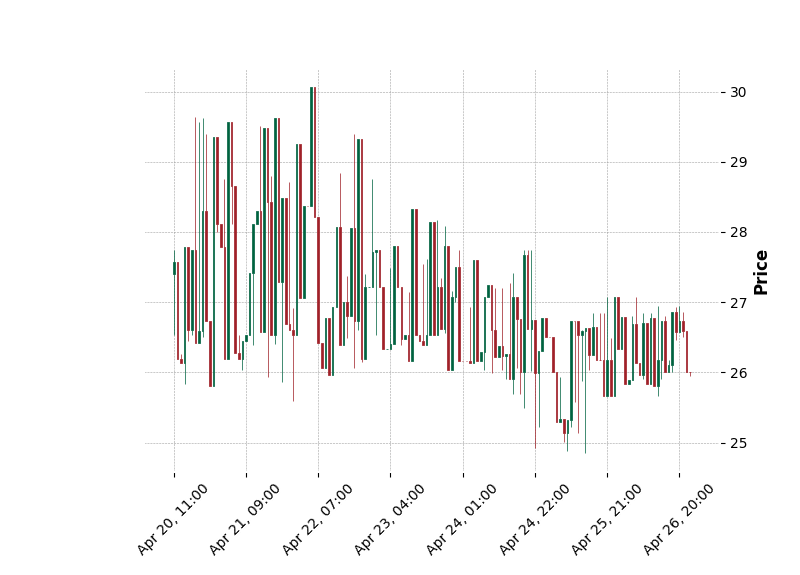 30
29
28
27
26
25
Price
Apr 20, 11:00
Apr 21, 09:00
Apr 22, 07:00
Apr 23, 04:00
Apr 24, 01:00
Apr 24, 22:00
Apr 25, 21:00
Apr 26, 20:00